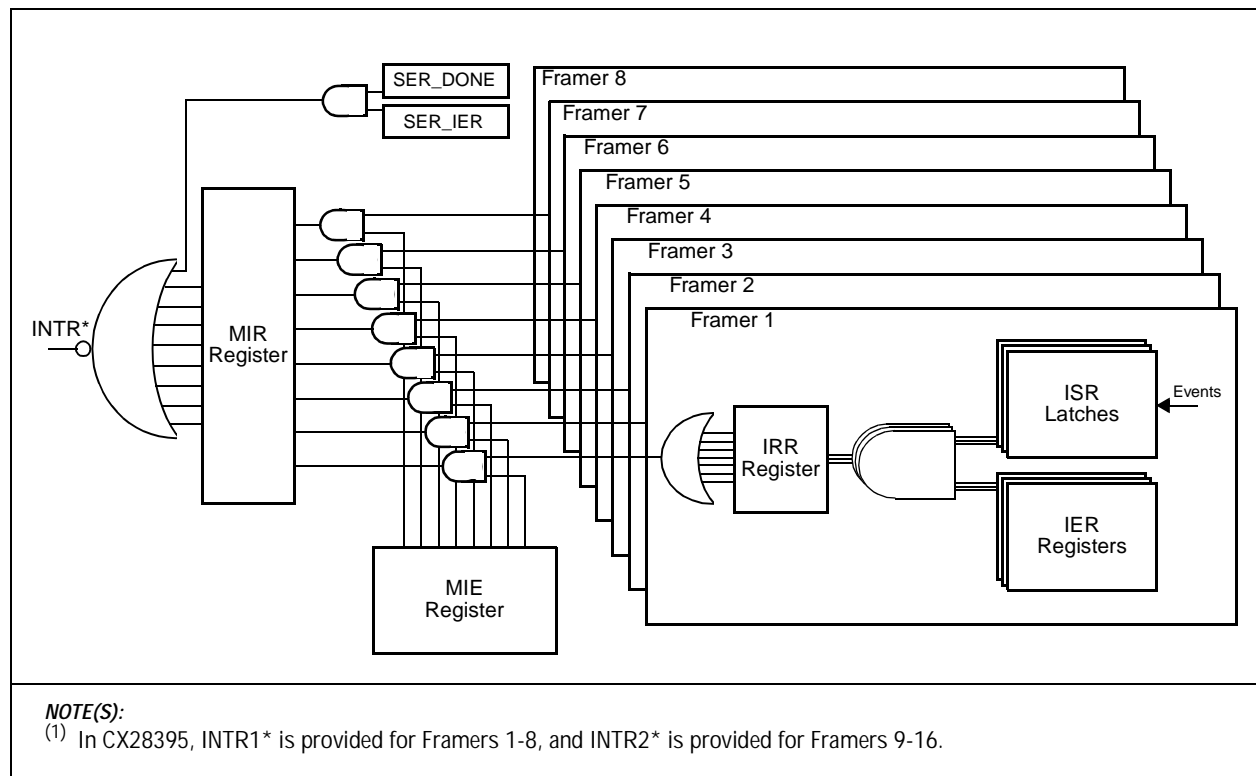 SER_DONE
SER_IER
Framer 8
Framer 7
Framer 6
Framer 5
Framer 4
Framer 3
Framer 2
Framer 1
INTR*
MIR
Register
ISR
Latches
Events
IRR
Register
IER
Registers
MIE
Register
NOTE(S):
(1) In CX28395, INTR1* is provided for Framers 1-8, and INTR2* is provided for Framers 9-16.